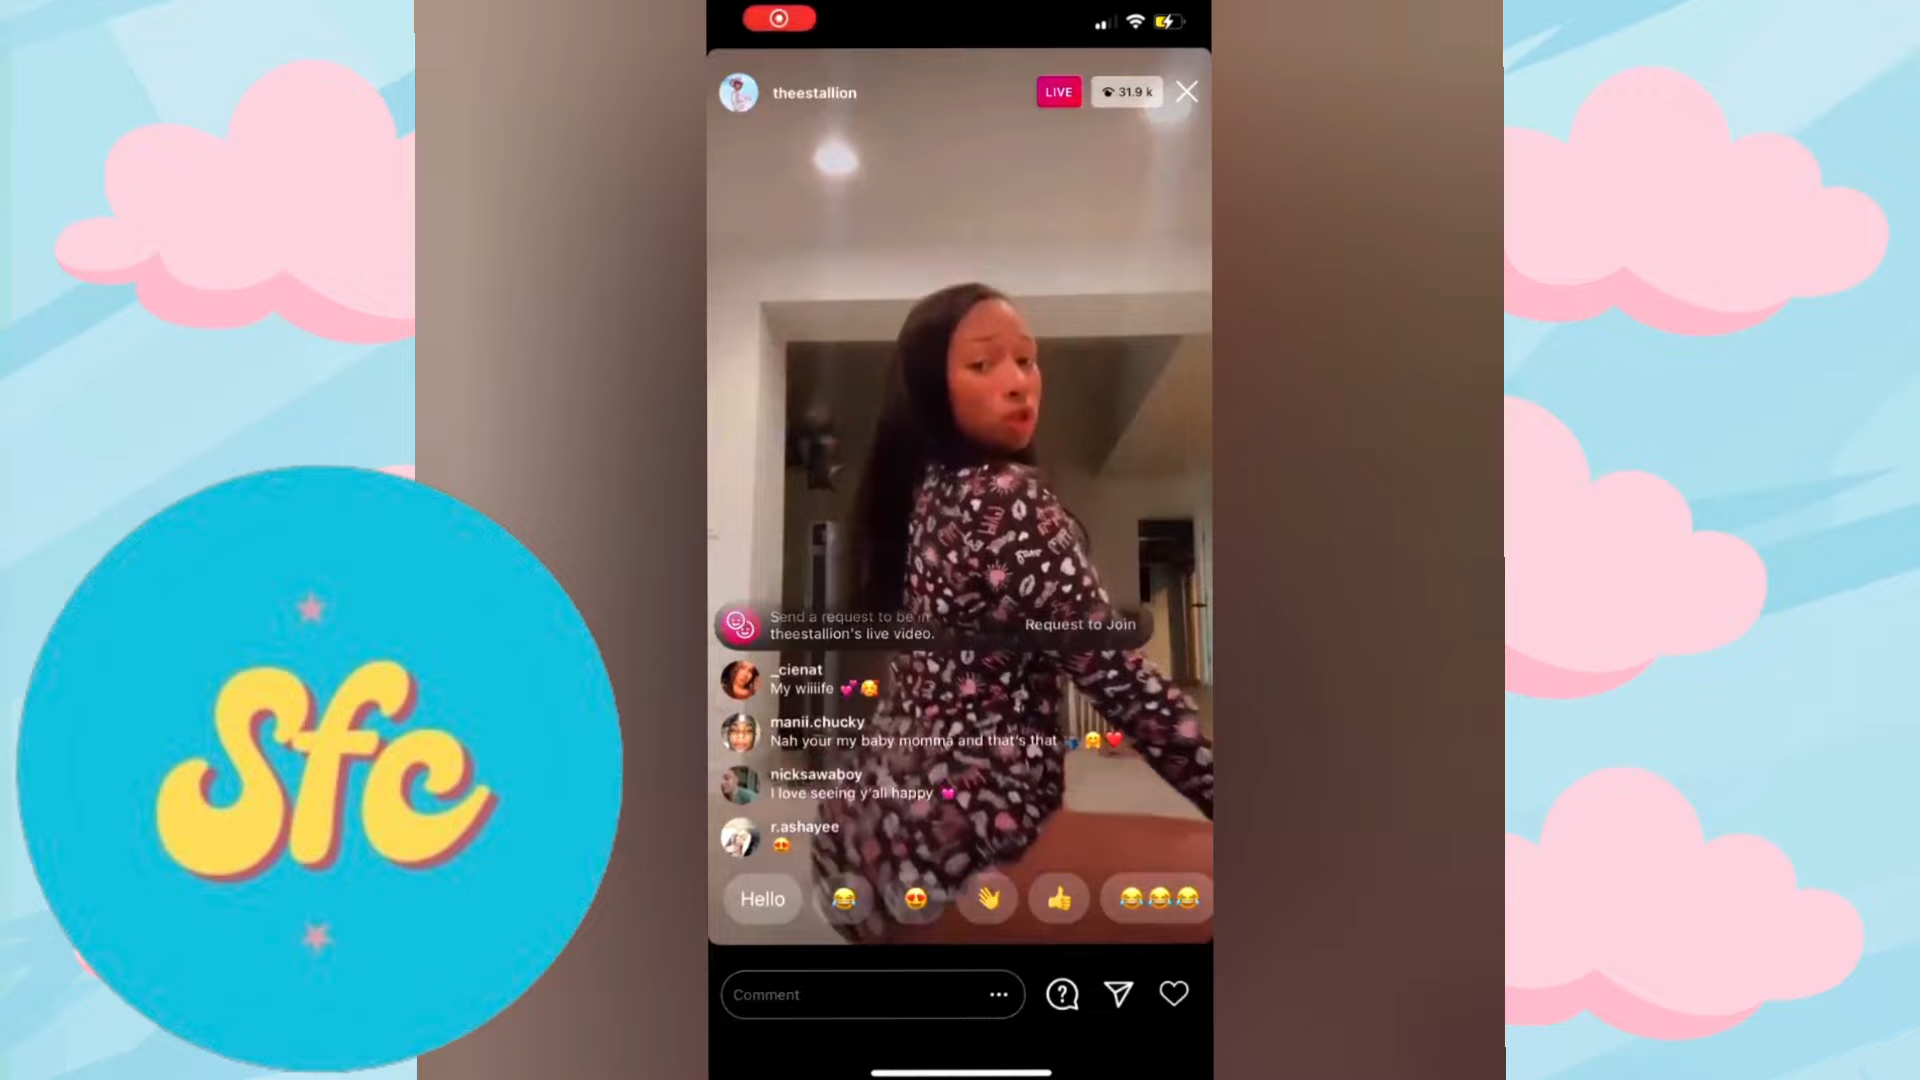 theestallion
LIVE
31.9 k
Send a request to be in
theestallion's live video.
Request to Join
_cienat
My wiiiife 💕🥰
manii.chucky
Nah your my baby momma and that's that 🤗❤️
nicksawaboy
I love seeing y'all happy 💓
r.ashayee
😍
Hello
Comment
Sfc